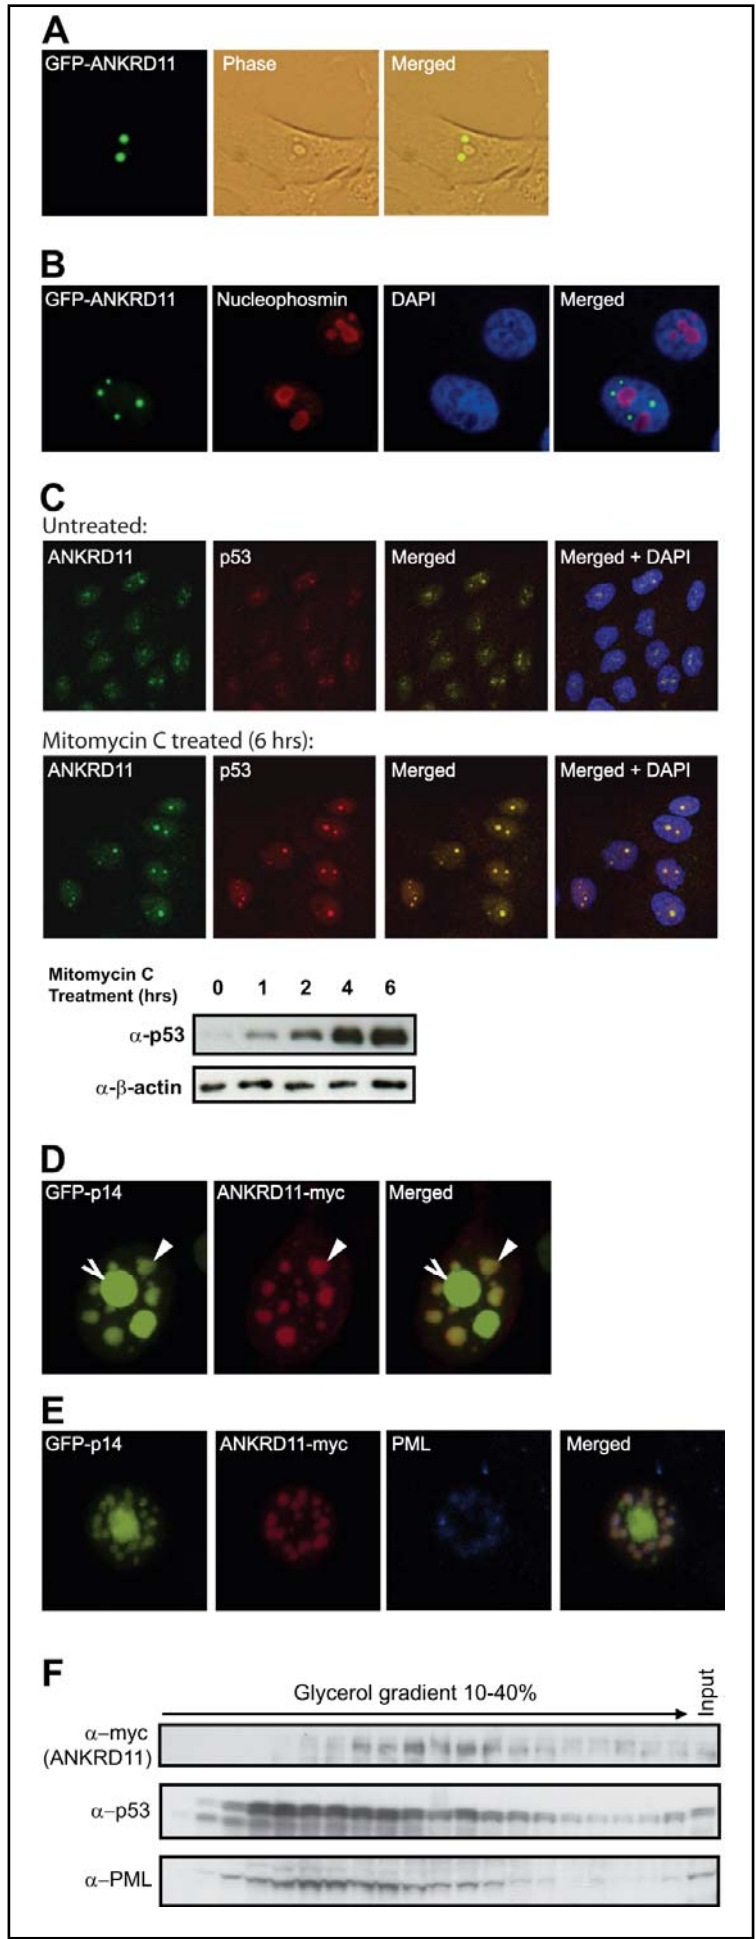 A
GFP-ANKRD11 Phase Merged
B
GFP-ANKRD11 Nucleophosmin DAPI Merged
C
Untreated:
ANKRD11 p53 Merged Merged + DAPI
Mitomycin C treated (6 hrs):
ANKRD11 p53 Merged Merged + DAPI
Mitomycin C
Treatment (hrs) 0 1 2 4 6
α-p53
α-β-actin
D
GFP-p14 ANKRD11-myc Merged
E
GFP-p14 ANKRD11-myc PML Merged
F
Glycerol gradient 10-40% Input
α–myc
(ANKRD11)
α–p53
α–PML